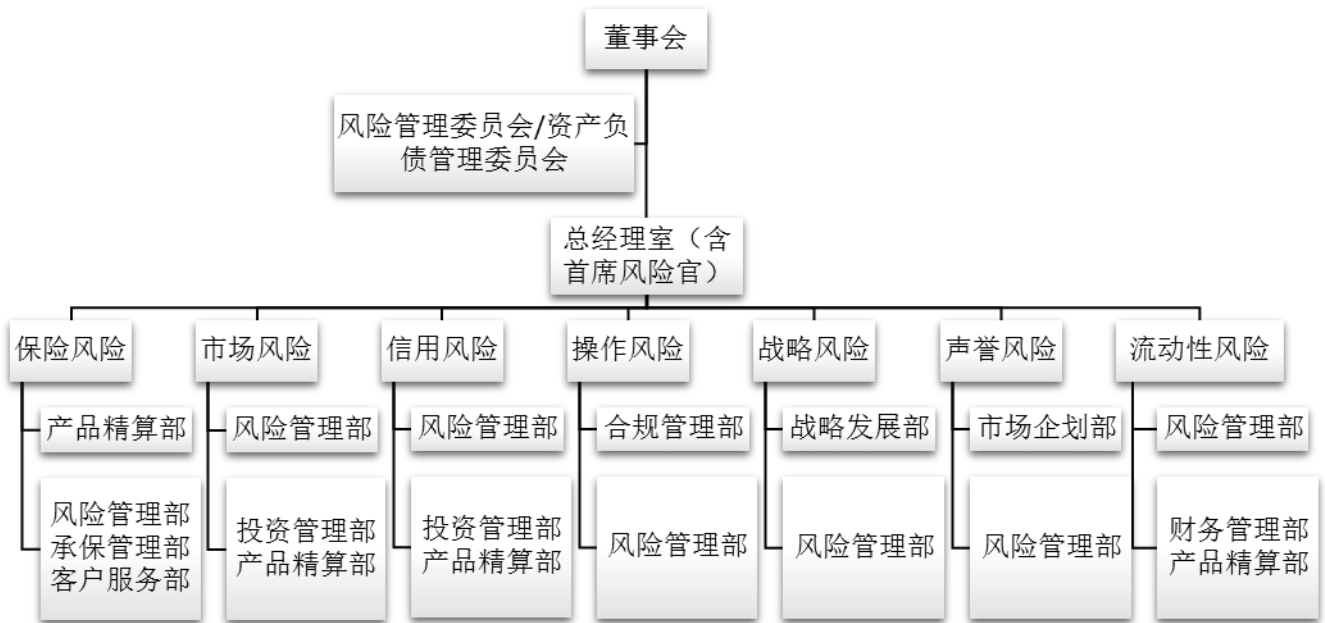 董事会
风险管理委员会/资产负
债管理委员会
总经理室（含
首席风险官）
保险风险
市场风险
信用风险
操作风险
战略风险
声誉风险
流动性风险
产品精算部
风险管理部
风险管理部
合规管理部
战略发展部
市场企划部
风险管理部
风险管理部
承保管理部
客户服务部
投资管理部
产品精算部
投资管理部
产品精算部
风险管理部
风险管理部
风险管理部
财务管理部
产品精算部